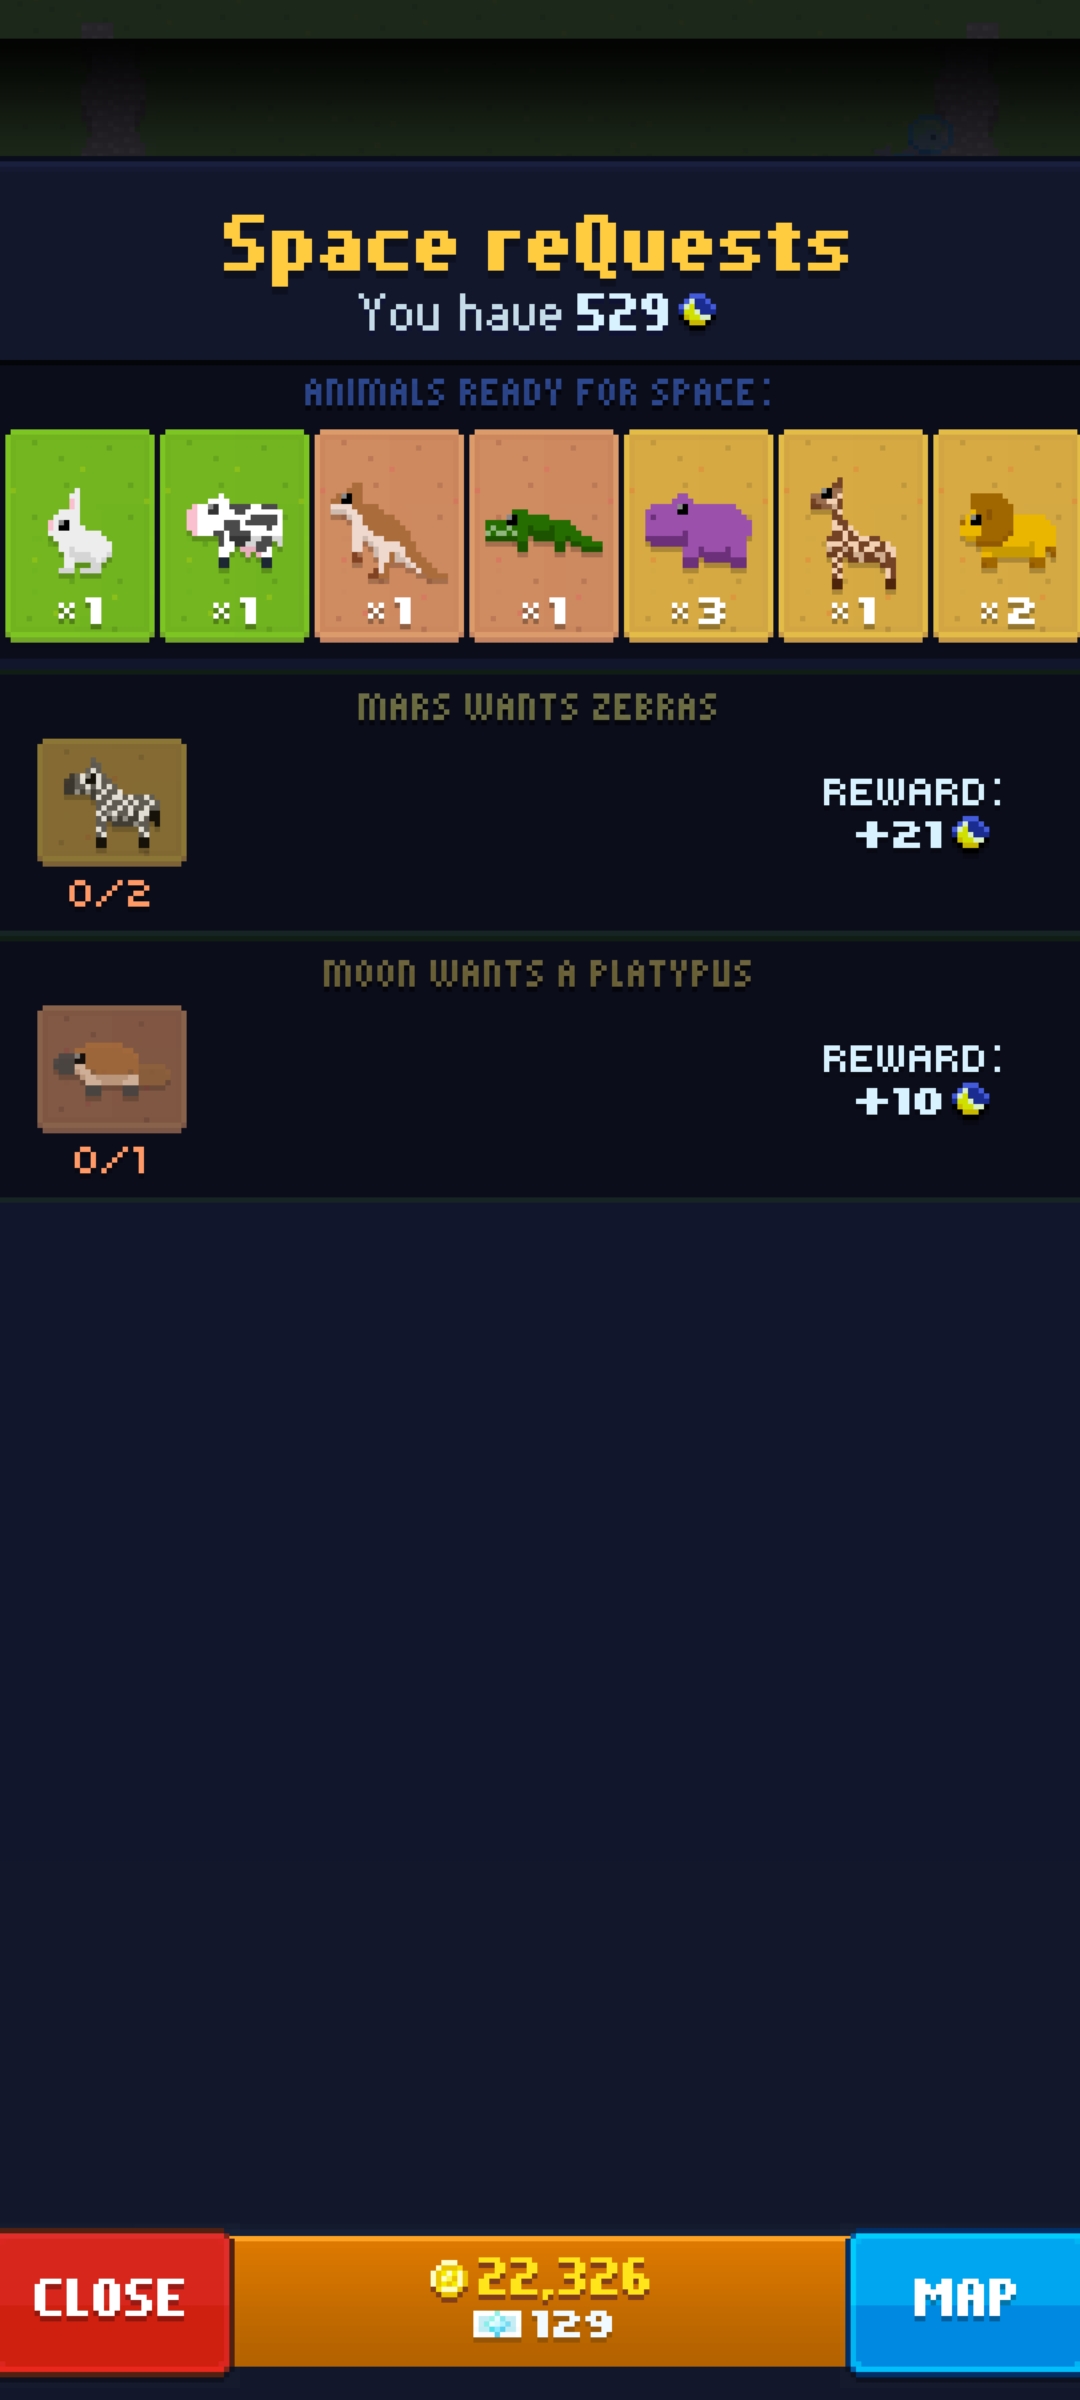 Space reQuests
You have 529
ANIMALS READY FOR SPACE:
×1 ×1 ×1 ×1 ×3 ×1 ×2
MARS WANTS ZEBRAS
REWARD:
+21
0/2
MOON WANTS A PLATYPUS
REWARD:
+10
0/1
CLOSE
22,326
129
MAP